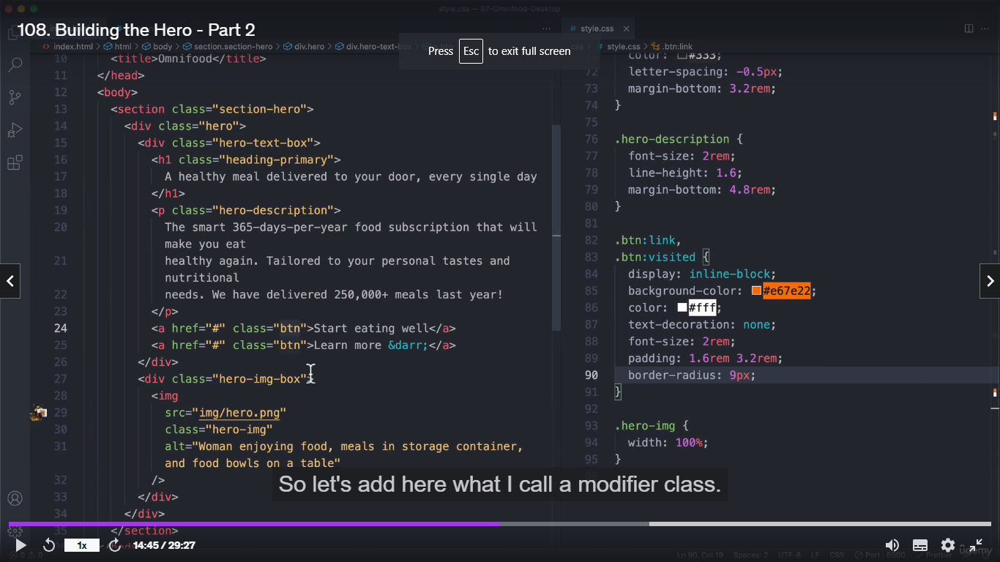 style.css — 07-Omnifood-Desktop
108. Building the Hero - Part 2
# style.css
index.html > html > body > section.section-hero > div.hero > div.hero-text-box
css > # style.css > .btn:link
Press Esc to exit full screen
10 <title>Omnifood</title>
11 </head>
12 <body>
13 <section class="section-hero">
14 <div class="hero">
15 <div class="hero-text-box">
16 <h1 class="heading-primary">
17 A healthy meal delivered to your door, every single day
18 </h1>
19 <p class="hero-description">
20 The smart 365-days-per-year food subscription that will
make you eat
21 healthy again. Tailored to your personal tastes and
nutritional
22 needs. We have delivered 250,000+ meals last year!
23 </p>
24 <a href="#" class="btn">Start eating well</a>
25 <a href="#" class="btn">Learn more &darr;</a>
26 </div>
27 <div class="hero-img-box">
28 <img
29 src="img/hero.png"
30 class="hero-img"
31 alt="Woman enjoying food, meals in storage container,
and food bowls on a table"
32 />
33 </div>
34 </div>
35 </section>
color: #333;
72 letter-spacing: -0.5px;
73 margin-bottom: 3.2rem;
74 }
75
76 .hero-description {
77 font-size: 2rem;
78 line-height: 1.6;
79 margin-bottom: 4.8rem;
80 }
81
82 .btn:link,
83 .btn:visited {
84 display: inline-block;
85 background-color: #e67e22;
86 color: #fff;
87 text-decoration: none;
88 font-size: 2rem;
89 padding: 1.6rem 3.2rem;
90 border-radius: 9px;
91 }
92
93 .hero-img {
94 width: 100%;
95 }
So let's add here what I call a modifier class.
1x 14:45 / 29:27
0 0
Ln 90, Col 19 Spaces: 2 UTF-8 LF CSS Port : 5500 Prettier
udemy